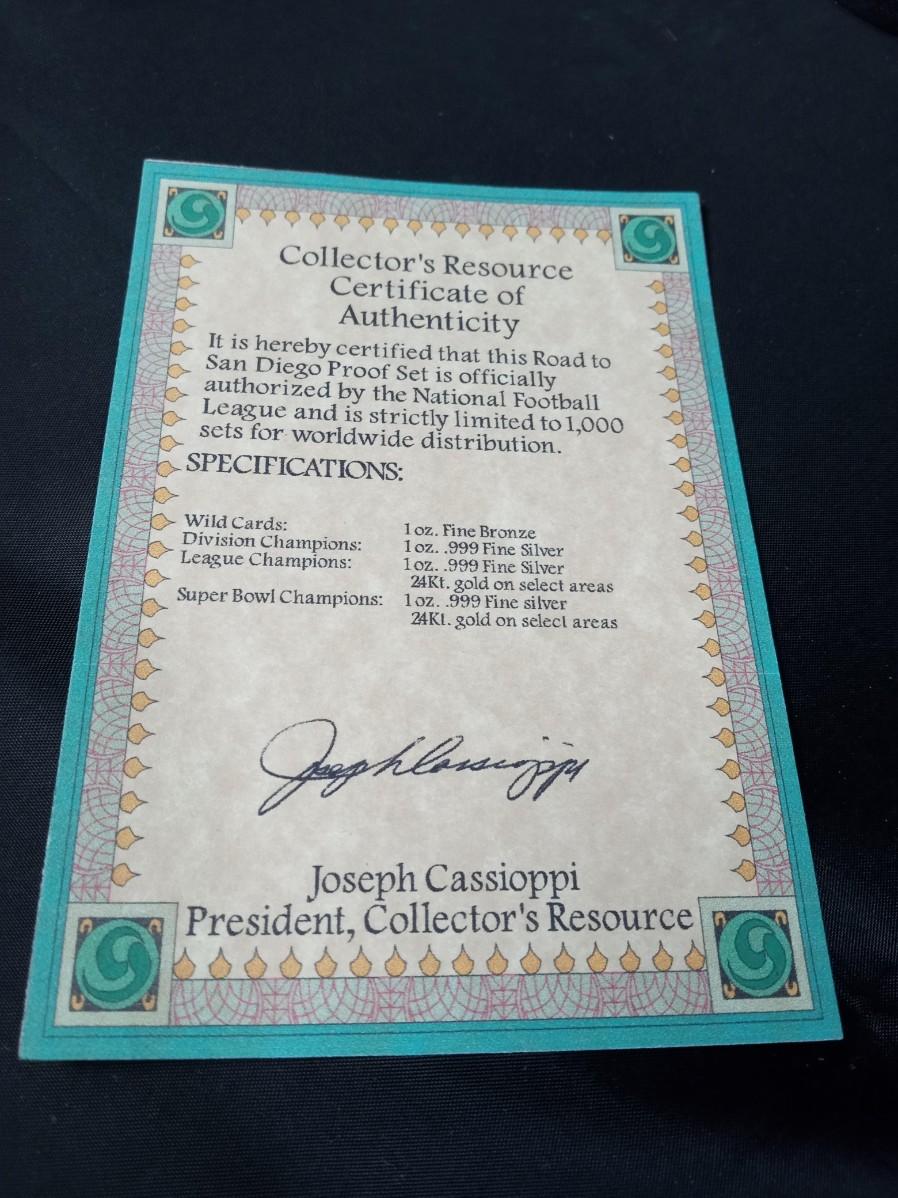 Collector's Resource
Certificate of
Authenticity
It is hereby certified that this Road to
San Diego Proof Set is officially
authorized by the National Football
League and is strictly limited to 1,000
sets for worldwide distribution.
SPECIFICATIONS:
Wild Cards: 1 oz. Fine Bronze
Division Champions: 1 oz. .999 Fine Silver
League Champions: 1 oz. .999 Fine Silver
24Kt. gold on select areas
Super Bowl Champions: 1 oz. .999 Fine silver
24Kt. gold on select areas
Joseph Cassioppi
Joseph Cassioppi
President, Collector's Resource